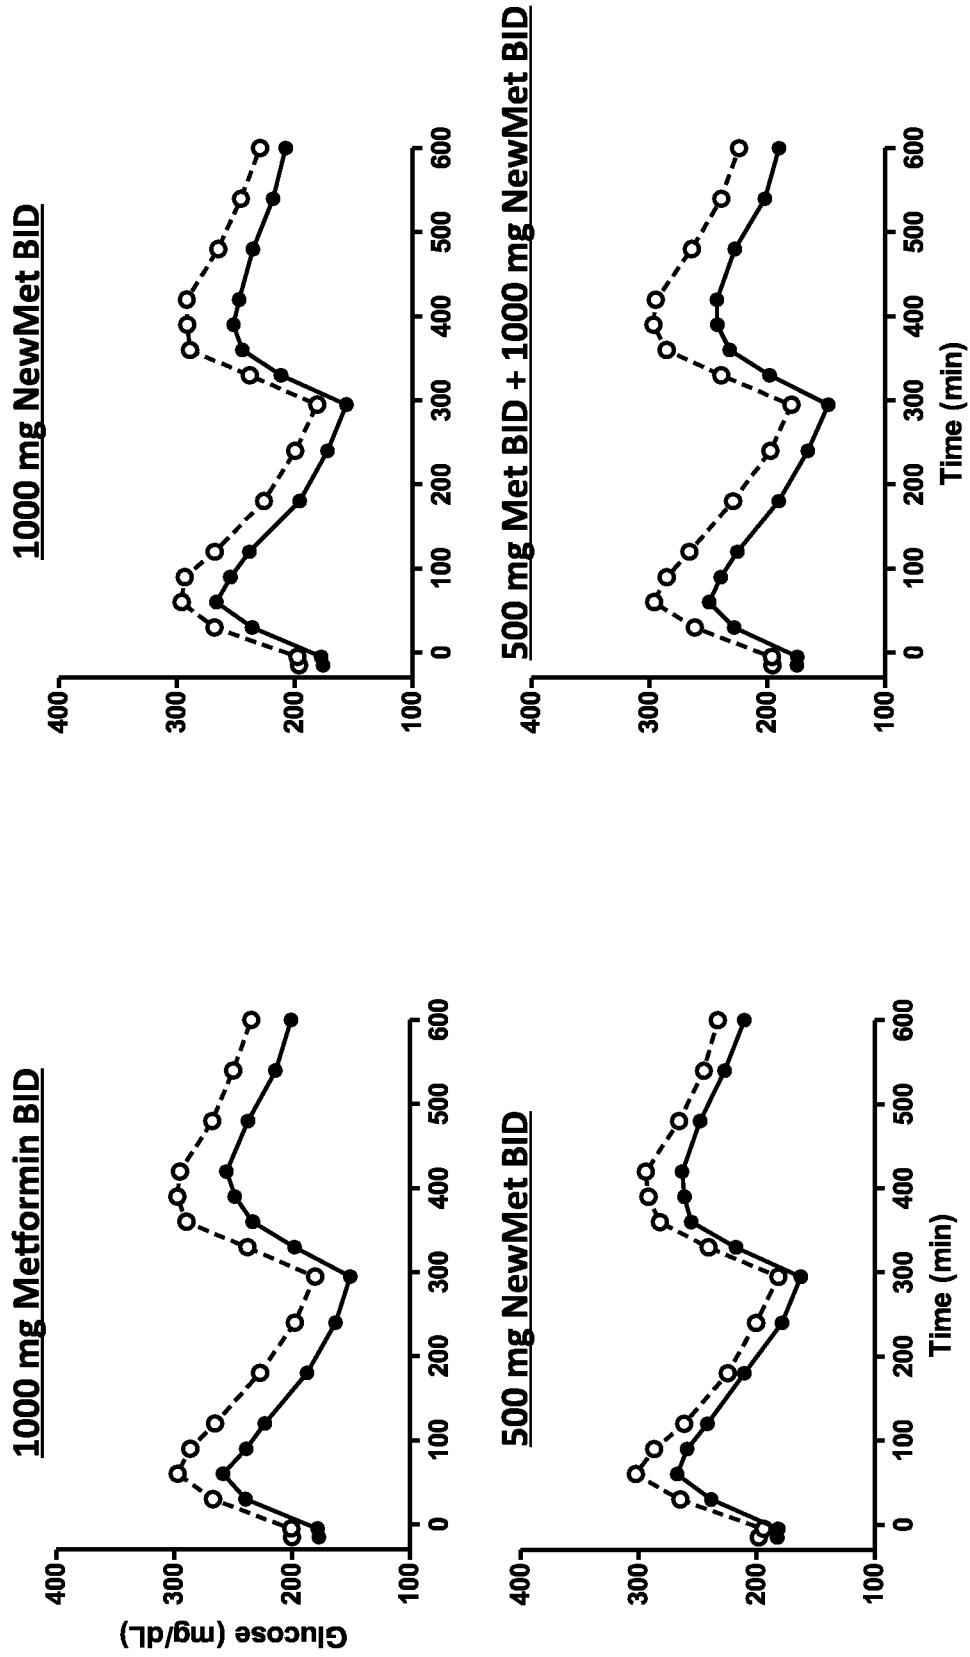 1000 mg Metformin BID
400
300
200
100
Glucose (mg/dL)
0 100 200 300 400 500 600
1000 mg NewMet BID
400
300
200
100
0 100 200 300 400 500 600
500 mg NewMet BID
400
300
200
100
0 100 200 300 400 500 600
Time (min)
500 mg Met BID + 1000 mg NewMet BID
400
300
200
100
0 100 200 300 400 500 600
Time (min)